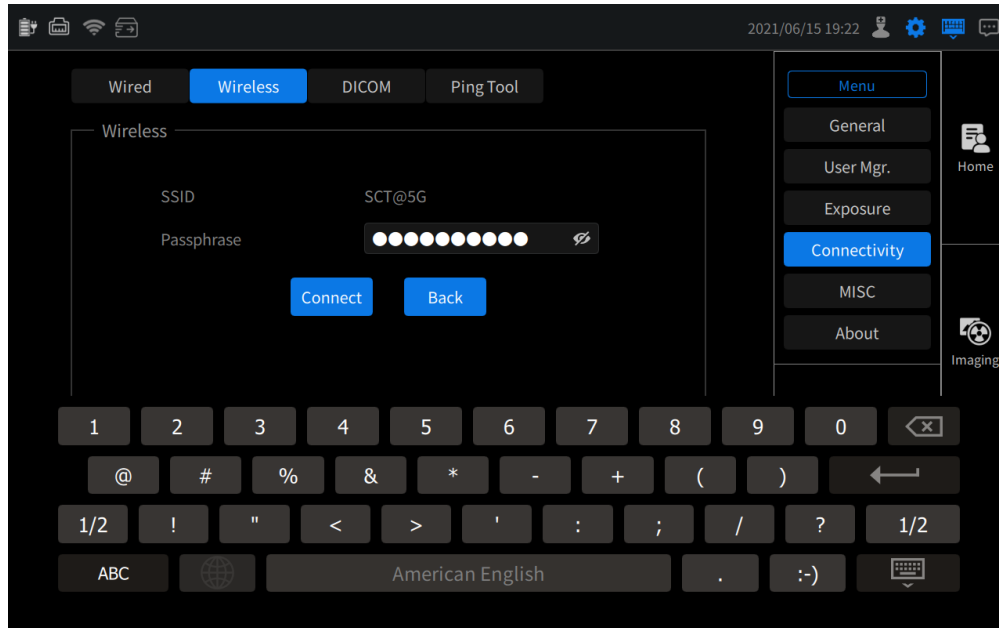 2021/06/15 19:22
Wired Wireless DICOM Ping Tool
Wireless
SSID SCT@5G
Passphrase ●●●●●●●●●●
Connect Back
Menu
General
User Mgr.
Exposure
Connectivity
MISC
About
Home
Imaging
1 2 3 4 5 6 7 8 9 0
@ # % & * - + ( )
1/2 ! " < > ' : ; / ? 1/2
ABC American English . :-)